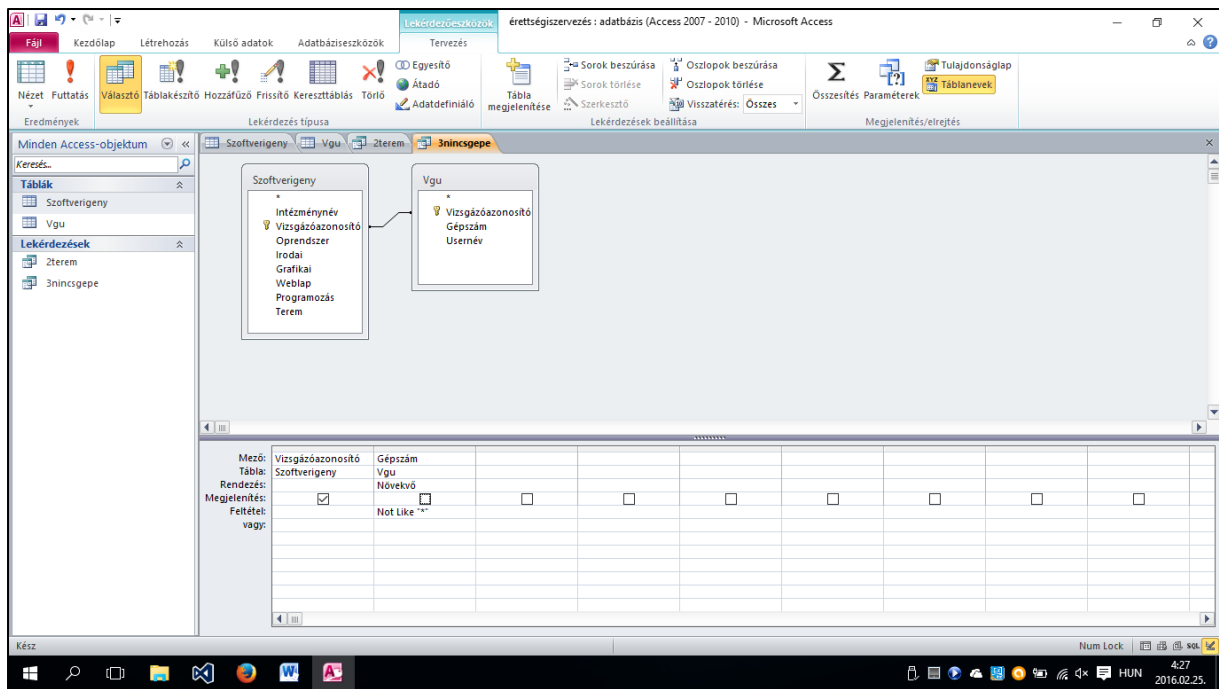 Lekérdezőeszközök
érettségiszervezés : adatbázis (Access 2007 - 2010) - Microsoft Access
Fájl Kezdőlap Létrehozás Külső adatok Adatbáziseszközök Tervezés
Nézet Futtatás Választó Táblakészítő Hozzáfűző Frissítő Kereszttáblás Törlő
Egyesítő
Átadó
Adatdefiniáló
Tábla
megjelenítése
Sorok beszúrása
Sorok törlése
Szerkesztő
Oszlopok beszúrása
Oszlopok törlése
Visszatérés: Összes
Összesítés Paraméterek
Tulajdonságlap
XYZ Táblanevek
Eredmények Lekérdezés típusa Lekérdezések beállítása Megjelenítés/elrejtés
Minden Access-objektum
Keresés...
Táblák
Szoftverigeny
Vgu
Lekérdezések
2terem
3nincsgepe
Szoftverigeny Vgu 2terem 3nincsgepe
Szoftverigeny
*
Intézménynév
Vizsgázóazonosító
Oprendszer
Irodai
Grafikai
Weblap
Programozás
Terem
Vgu
*
Vizsgázóazonosító
Gépszám
Usernév
Mező: Vizsgázóazonosító Gépszám
Tábla: Szoftverigeny Vgu
Rendezés: Növekvő
Megjelenítés:
Feltétel: Not Like "*"
vagy:
Kész
Num Lock
SQL
HUN
4:27
2016.02.25.